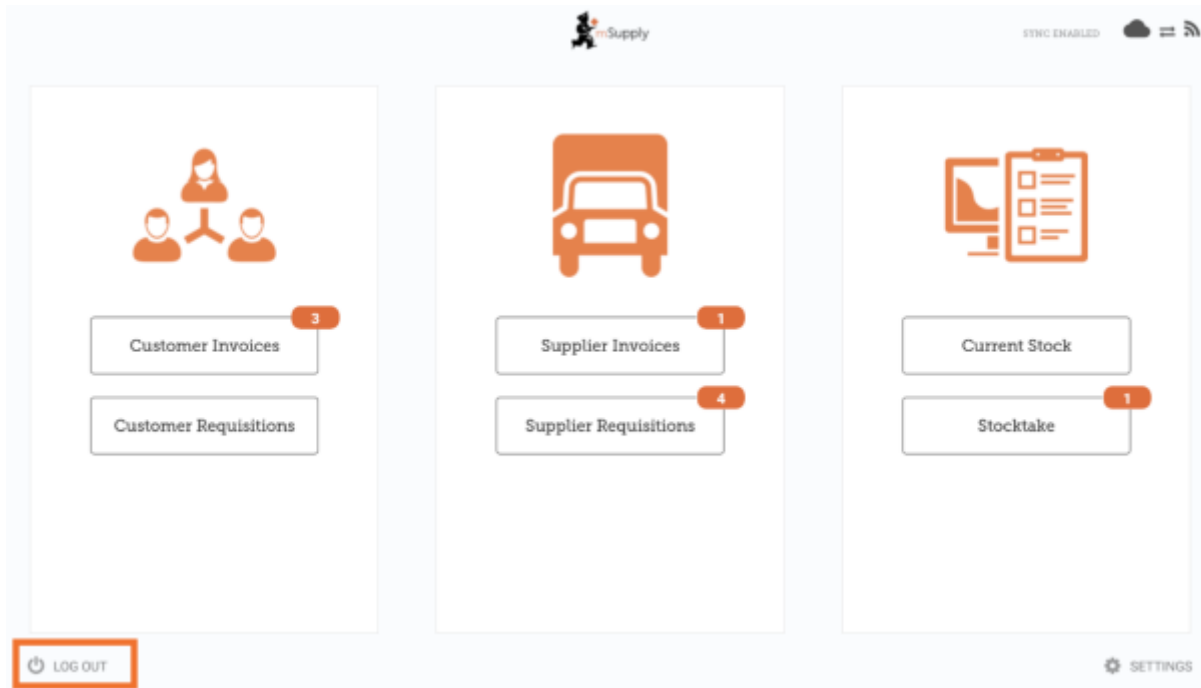 mSupply
SYNC ENABLED
3
Customer Invoices
Customer Requisitions
1
Supplier Invoices
4
Supplier Requisitions
Current Stock
1
Stocktake
LOG OUT
SETTINGS